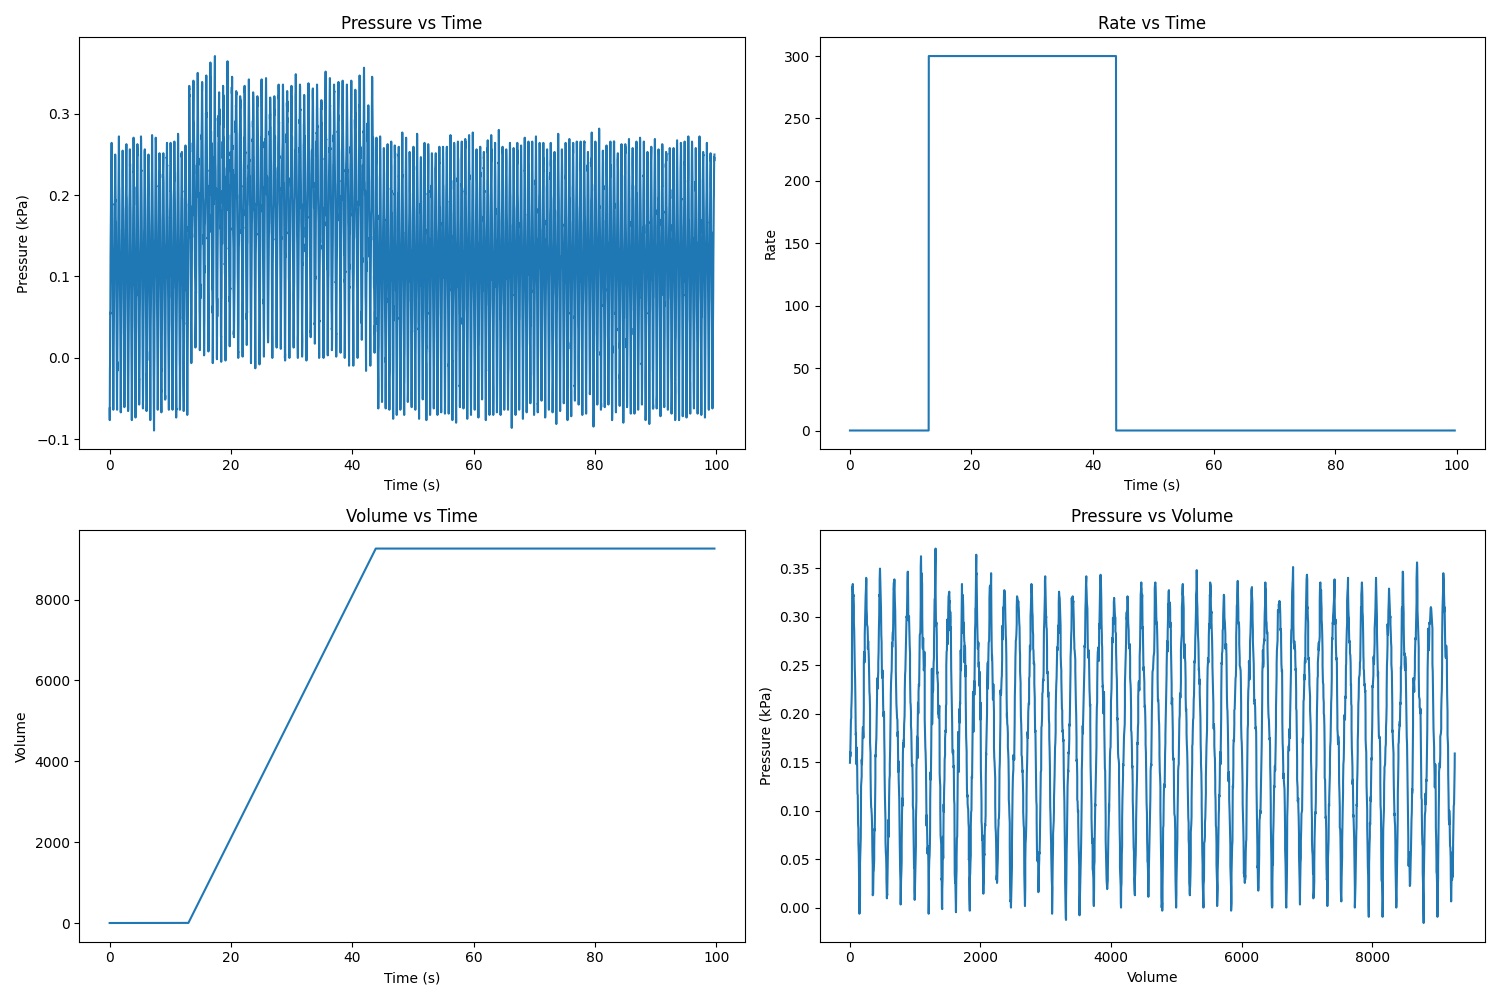 Pressure vs Time
Pressure (kPa)
0.3
0.2
0.1
0.0
−0.1
0 20 40 60 80 100
Time (s)
Rate vs Time
Rate
300
250
200
150
100
50
0
0 20 40 60 80 100
Time (s)
Volume vs Time
Volume
8000
6000
4000
2000
0
0 20 40 60 80 100
Time (s)
Pressure vs Volume
Pressure (kPa)
0.35
0.30
0.25
0.20
0.15
0.10
0.05
0.00
0 2000 4000 6000 8000
Volume